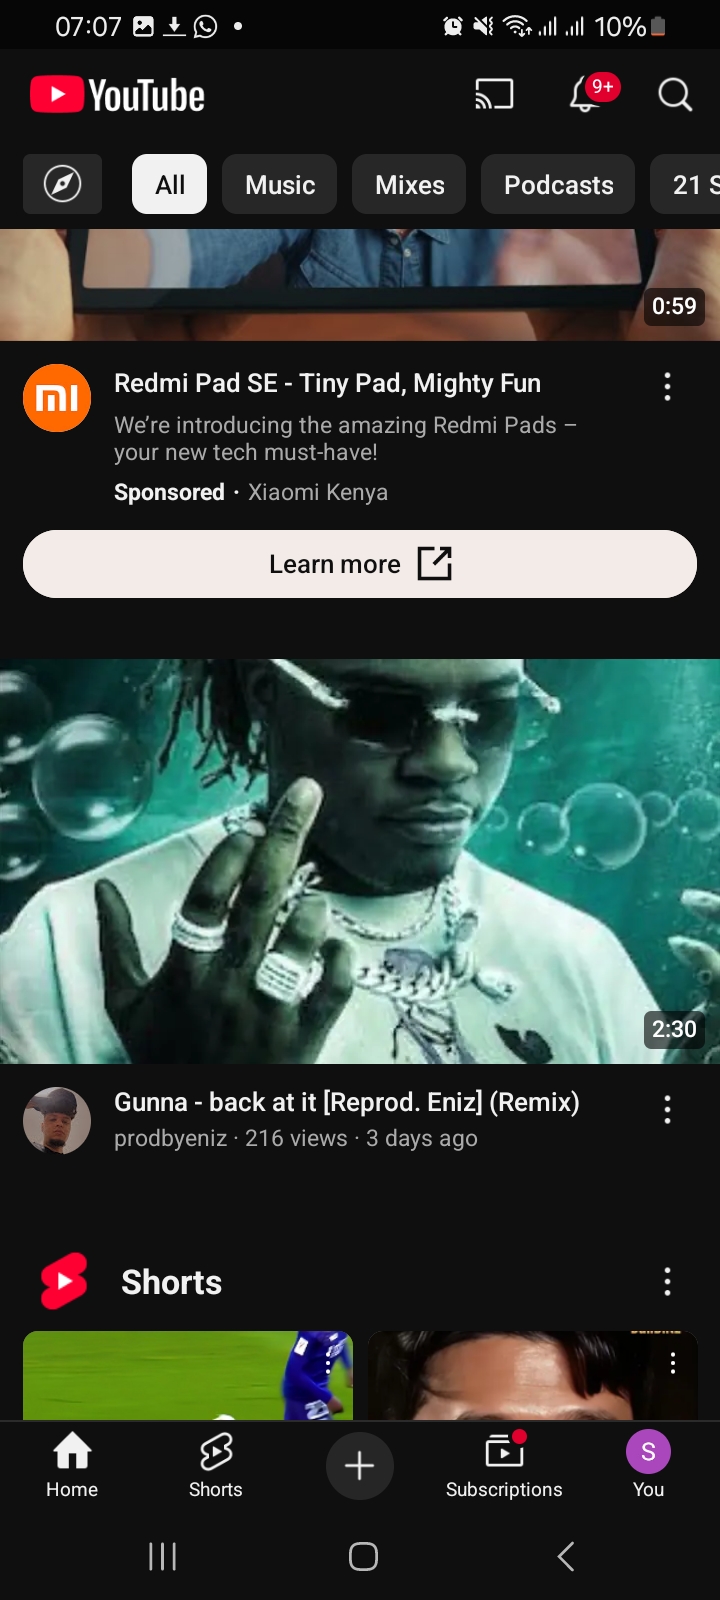 07:07
10%
YouTube
9+
All
Music
Mixes
Podcasts
21 S
0:59
Redmi Pad SE - Tiny Pad, Mighty Fun
We're introducing the amazing Redmi Pads –
your new tech must-have!
Sponsored · Xiaomi Kenya
Learn more
2:30
Gunna - back at it [Reprod. Eniz] (Remix)
prodbyeniz · 216 views · 3 days ago
Shorts
Home
Shorts
Subscriptions
S
You